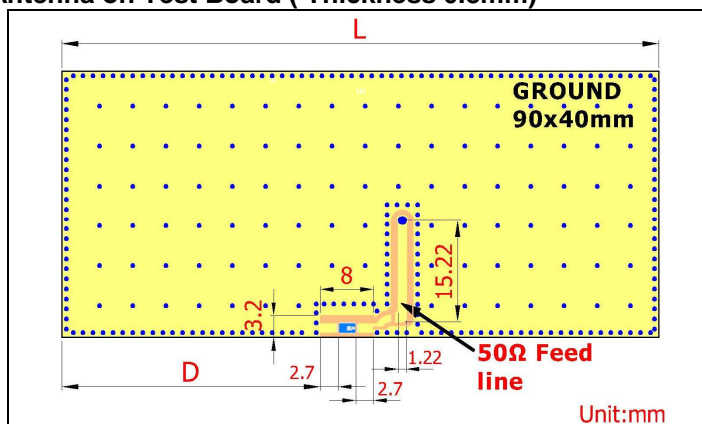 Antenna on Test Board ( Thickness 0.8mm)
L
GROUND
90x40mm
8
15.22
3.2
50Ω Feed
line
1.22
D
2.7
2.7
Unit:mm